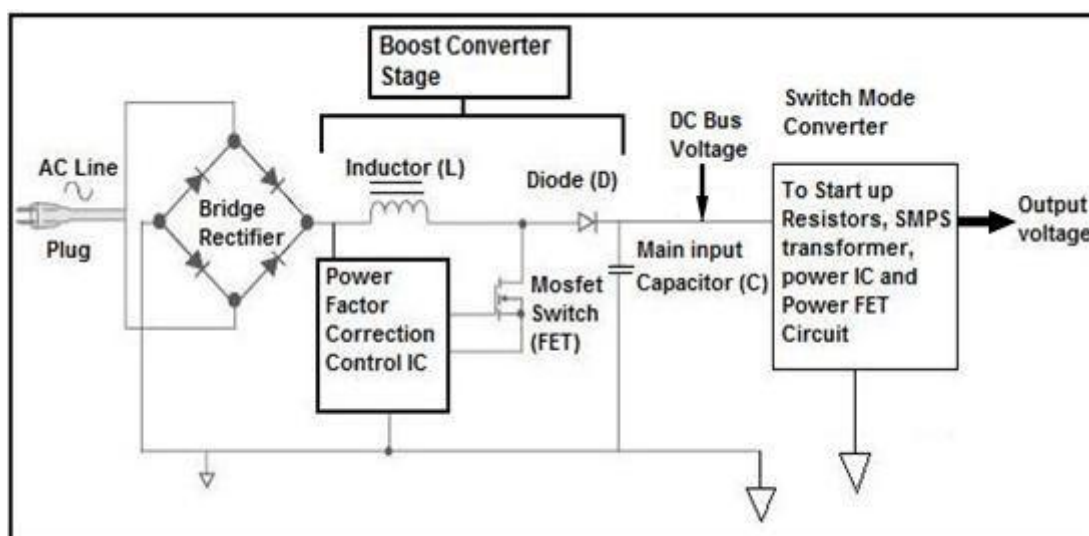 Boost Converter
Stage
AC Line
Plug
Bridge
Rectifier
Inductor (L)
Diode (D)
DC Bus
Voltage
Switch Mode
Converter
Power
Factor
Correction
Control IC
Mosfet
Switch
(FET)
Main input
Capacitor (C)
To Start up
Resistors, SMPS
transformer,
power IC and
Power FET
Circuit
Output
voltage